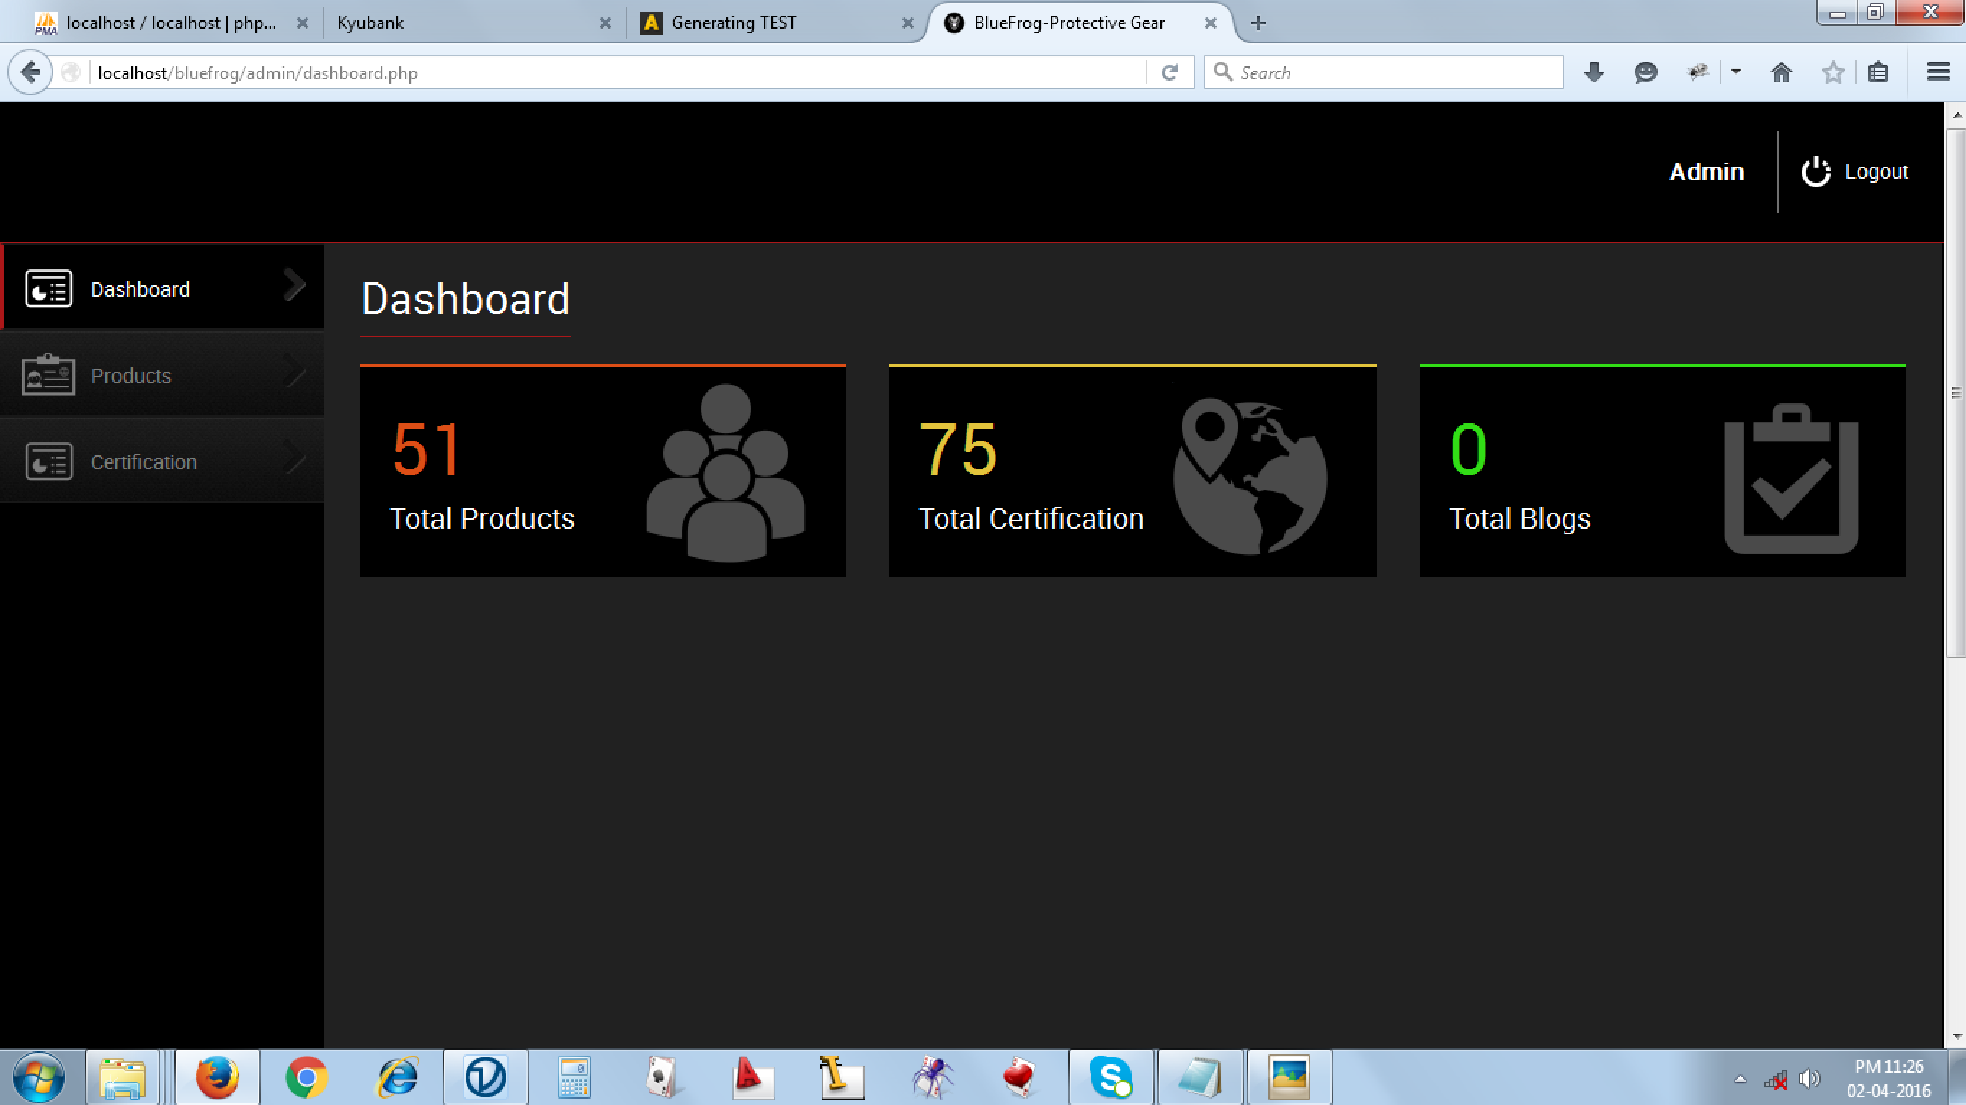 localhost / localhost | php...
Kyubank
Generating TEST
BlueFrog-Protective Gear
PMA
localhost/bluefrog/admin/dashboard.php
Search
Admin
Logout
Dashboard
Products
Certification
Dashboard
51
Total Products
75
Total Certification
0
Total Blogs
PM 11:26
02-04-2016